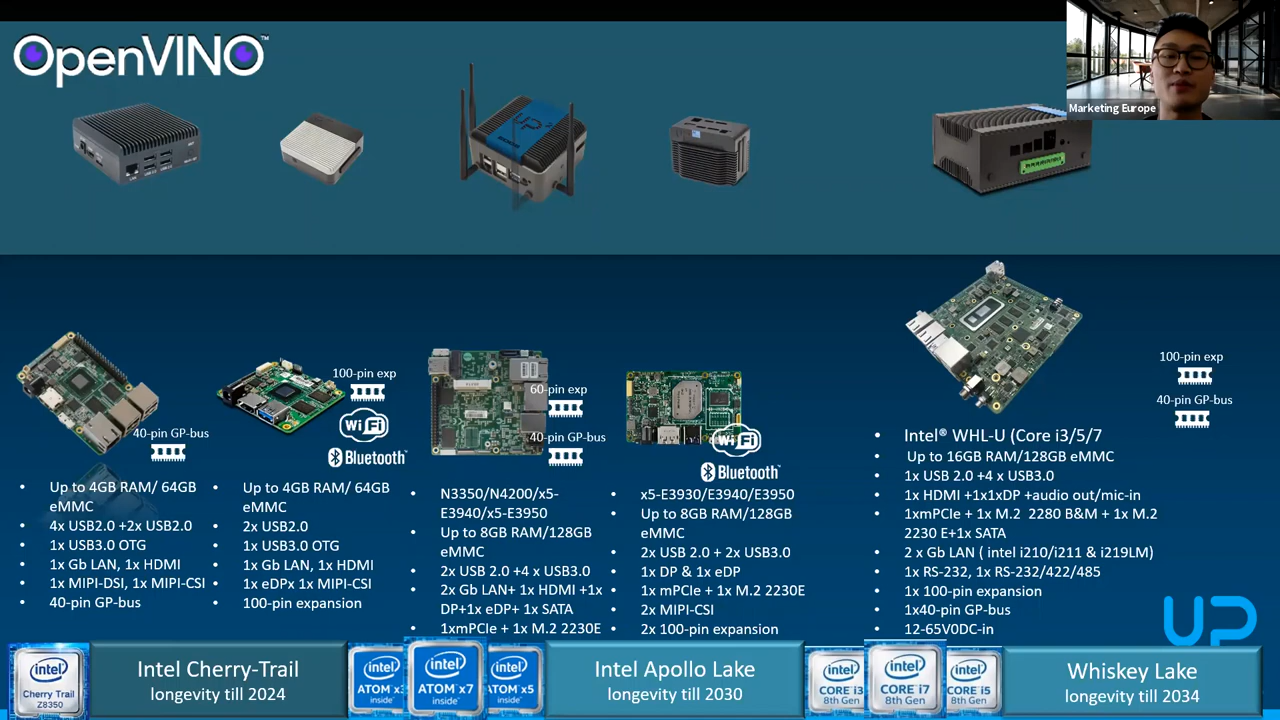 OpenVINO™
Marketing Europe
UP
40-pin GP-bus
100-pin exp
WiFi
Bluetooth™
60-pin exp
40-pin GP-bus
WiFi
Bluetooth™
100-pin exp
40-pin GP-bus
• Up to 4GB RAM/ 64GB
eMMC
• 4x USB2.0 +2x USB2.0
• 1x USB3.0 OTG
• 1x Gb LAN, 1x HDMI
• 1x MIPI-DSI, 1x MIPI-CSI
• 40-pin GP-bus
• Up to 4GB RAM/ 64GB
eMMC
• 2x USB2.0
• 1x USB3.0 OTG
• 1x Gb LAN, 1x HDMI
• 1x eDPx 1x MIPI-CSI
• 100-pin expansion
• N3350/N4200/x5-
E3940/x5-E3950
• Up to 8GB RAM/128GB
eMMC
• 2x USB 2.0 +4 x USB3.0
• 2x Gb LAN+ 1x HDMI +1x
DP+1x eDP+ 1x SATA
• 1xmPCIe + 1x M.2 2230E
• x5-E3930/E3940/E3950
• Up to 8GB RAM/128GB
eMMC
• 2x USB 2.0 + 2x USB3.0
• 1x DP & 1x eDP
• 1x mPCIe + 1x M.2 2230E
• 2x MIPI-CSI
• 2x 100-pin expansion
• Intel® WHL-U (Core i3/5/7
• Up to 16GB RAM/128GB eMMC
• 1x USB 2.0 +4 x USB3.0
• 1x HDMI +1x1xDP +audio out/mic-in
• 1xmPCIe + 1x M.2 2280 B&M + 1x M.2
2230 E+1x SATA
• 2 x Gb LAN ( intel i210/i211 & i219LM)
• 1x RS-232, 1x RS-232/422/485
• 1x 100-pin expansion
• 1x40-pin GP-bus
• 12-65V0DC-in
UP
intel
Cherry Trail
Z8350
Intel Cherry-Trail
longevity till 2024
intel
ATOM x3
inside™
intel
ATOM x7
inside™
intel
ATOM x5
inside™
Intel Apollo Lake
longevity till 2030
intel
CORE i3
8th Gen
intel
CORE i7
8th Gen
intel
CORE i5
8th Gen
Whiskey Lake
longevity till 2034